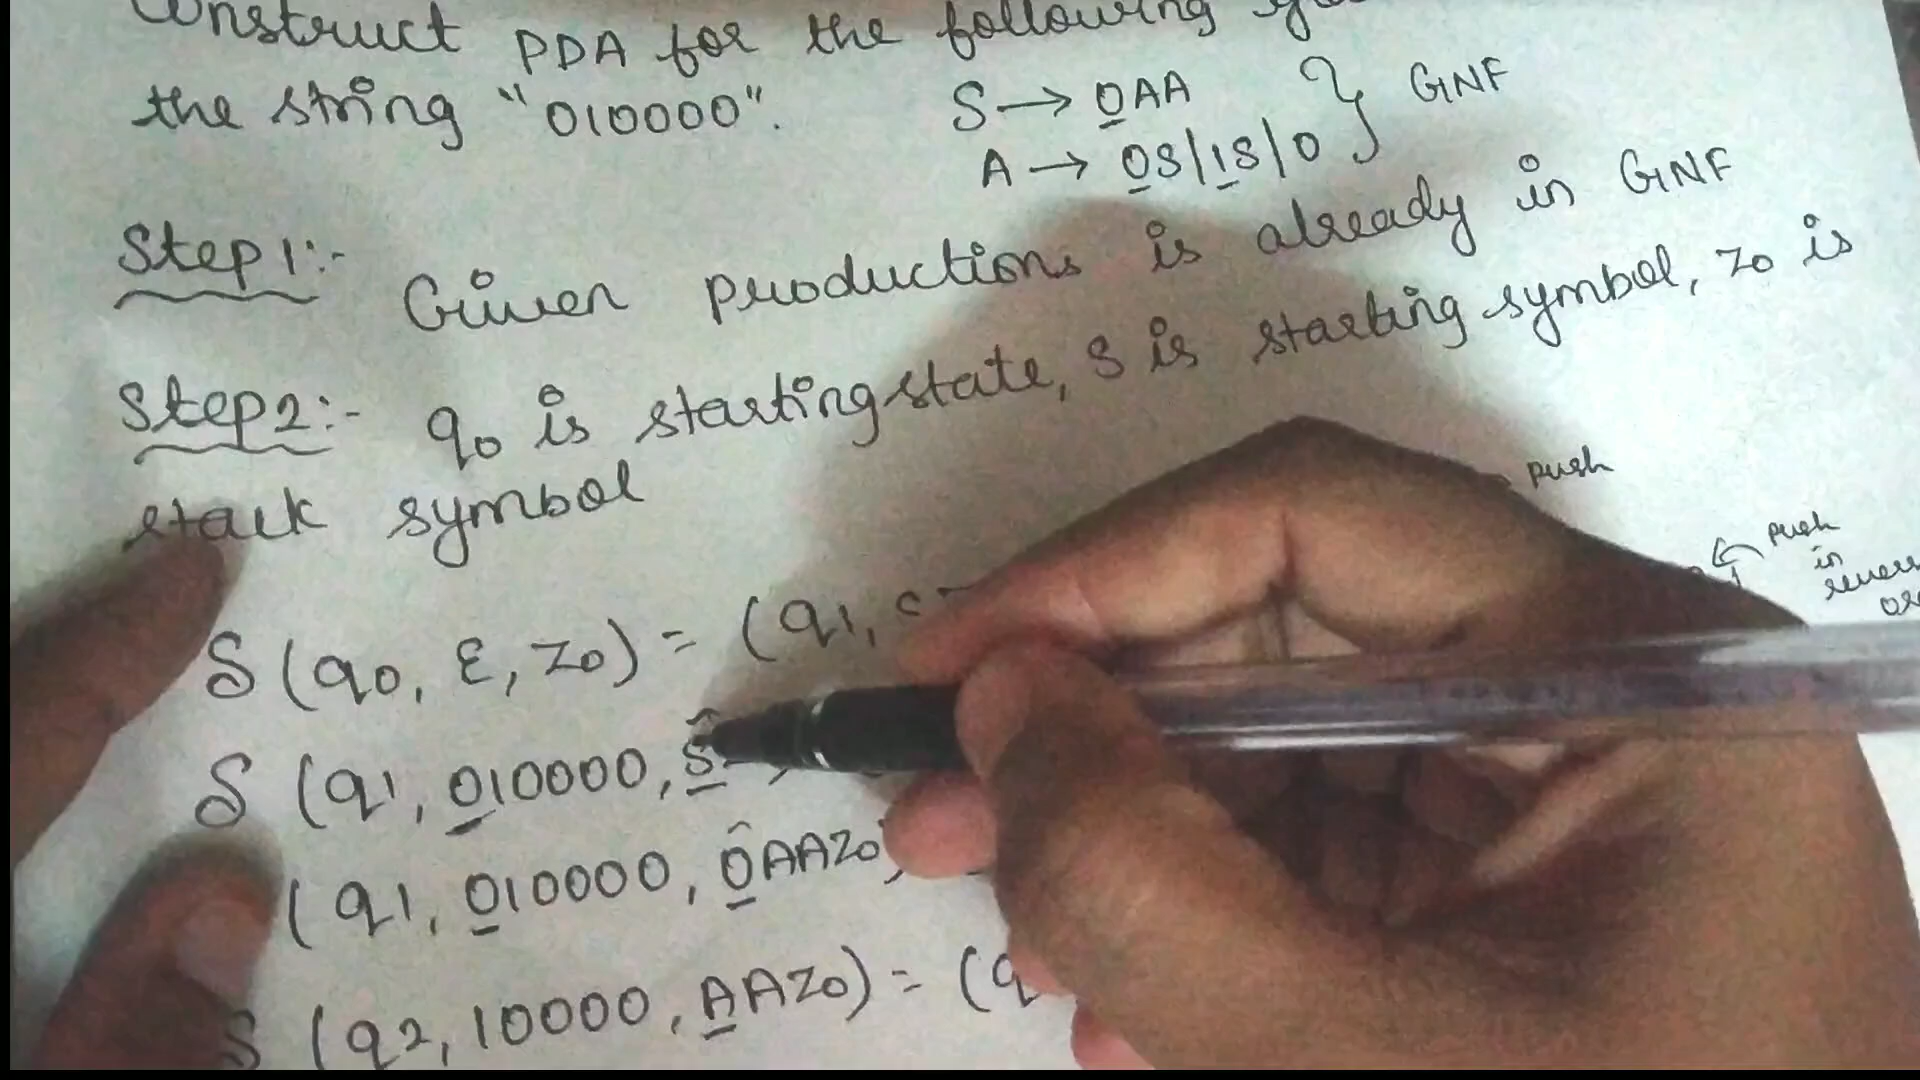 Construct PDA for the following
the string "010000". S → 0AA } GNF
A → 0S|1S|0
Step 1:- Given productions is already in GNF
Step 2:- q0 is starting state, S is starting symbol, z0 is
stack symbol
push
push
in
δ(q0, ε, z0) = (q1,
δ(q1, 010000, S
(q1, 010000, 0AAz0)
δ(q2, 10000, AAz0) = (q